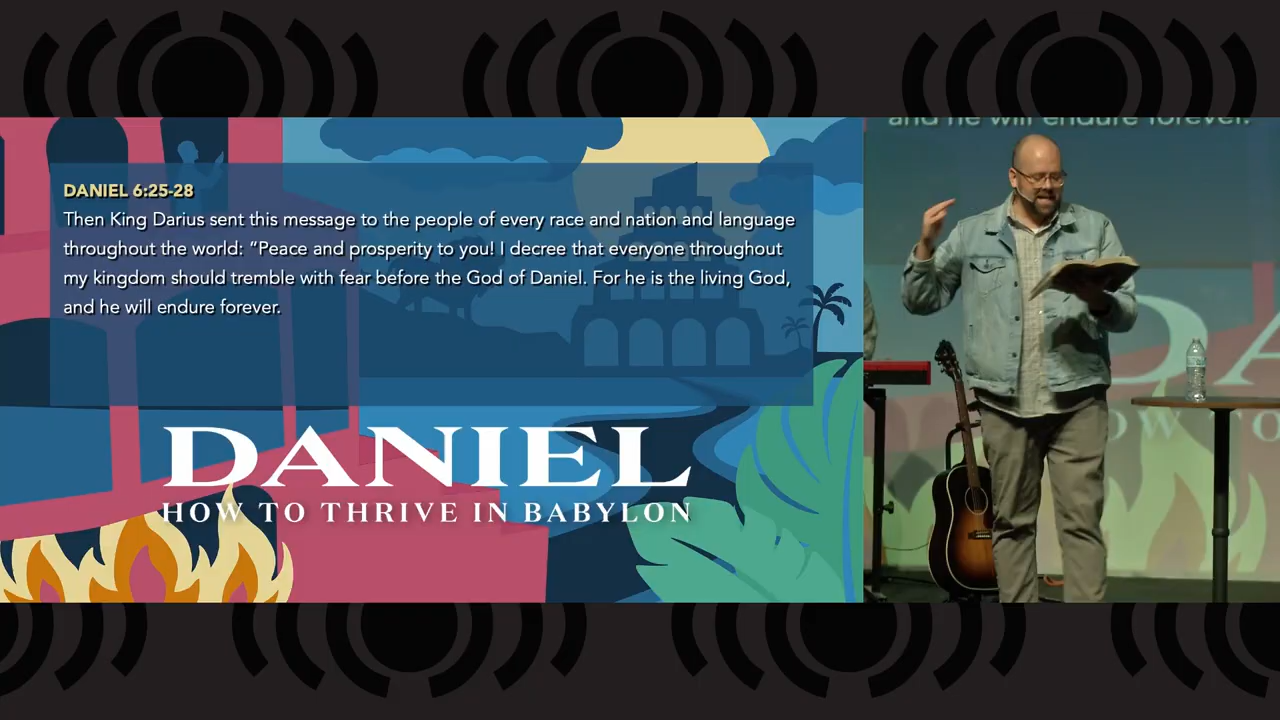 DANIEL 6:25-28
Then King Darius sent this message to the people of every race and nation and language
throughout the world: “Peace and prosperity to you! I decree that everyone throughout
my kingdom should tremble with fear before the God of Daniel. For he is the living God,
and he will endure forever.
DANIEL
HOW TO THRIVE IN BABYLON
and he will endure forever.
DA
OW TO